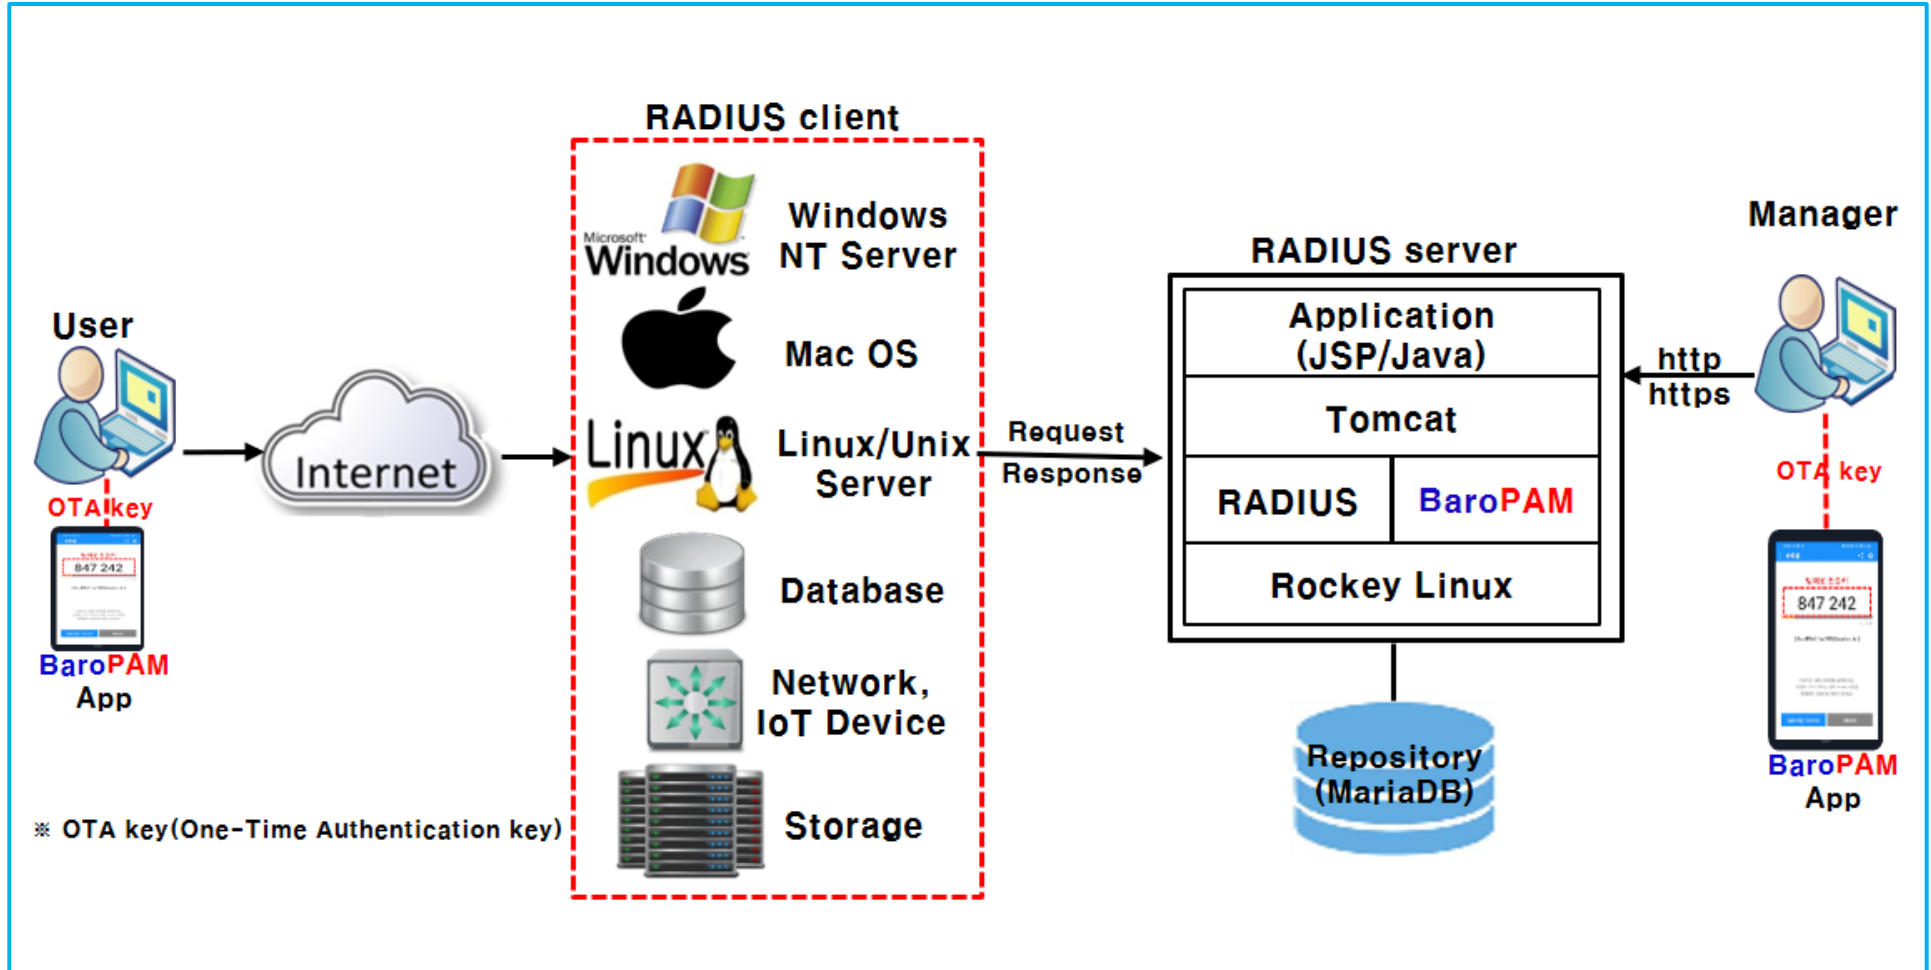 RADIUS client
Microsoft
Windows
Windows
NT Server
Mac OS
Linux
Linux/Unix
Server
Database
Network,
IoT Device
Storage
User
Internet
OTA key
847 242
BaroPAM
App
※ OTA key(One-Time Authentication key)
Request
Response
RADIUS server
Application
(JSP/Java)
Tomcat
RADIUS
BaroPAM
Rockey Linux
Repository
(MariaDB)
Manager
http
https
OTA key
847 242
BaroPAM
App